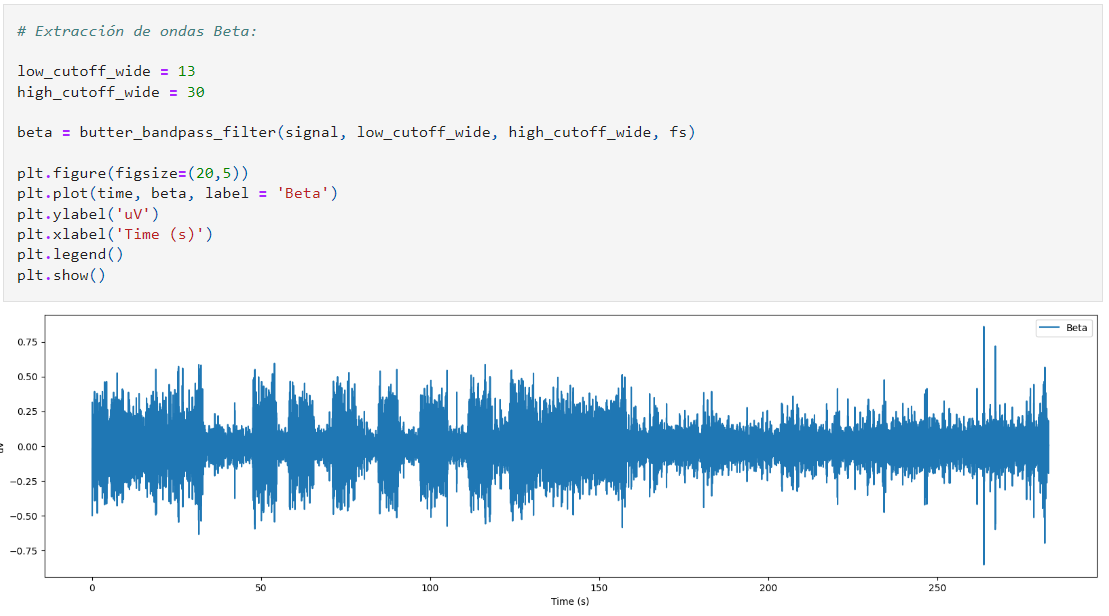 # Extracción de ondas Beta:
low_cutoff_wide = 13
high_cutoff_wide = 30
beta = butter_bandpass_filter(signal, low_cutoff_wide, high_cutoff_wide, fs)
plt.figure(figsize=(20,5))
plt.plot(time, beta, label = 'Beta')
plt.ylabel('uV')
plt.xlabel('Time (s)')
plt.legend()
plt.show()
Beta
0.75
0.50
0.25
0.00
−0.25
−0.50
−0.75
0 50 100 150 200 250
Time (s)